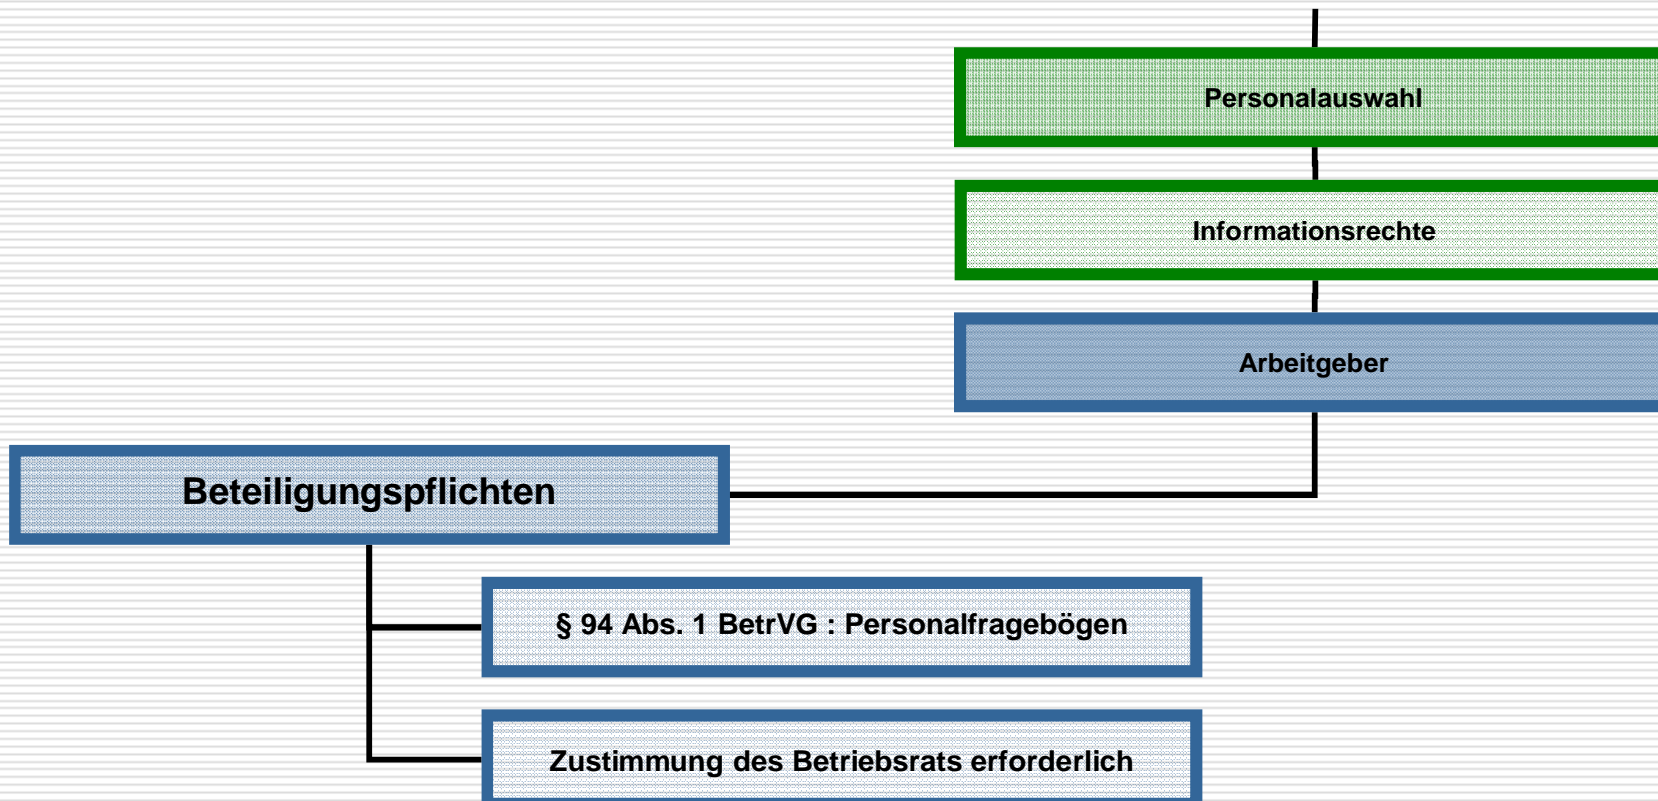 Personalauswahl
Informationsrechte
Arbeitgeber
Beteiligungspflichten
§ 94 Abs. 1 BetrVG : Personalfragebögen
Zustimmung des Betriebsrats erforderlich